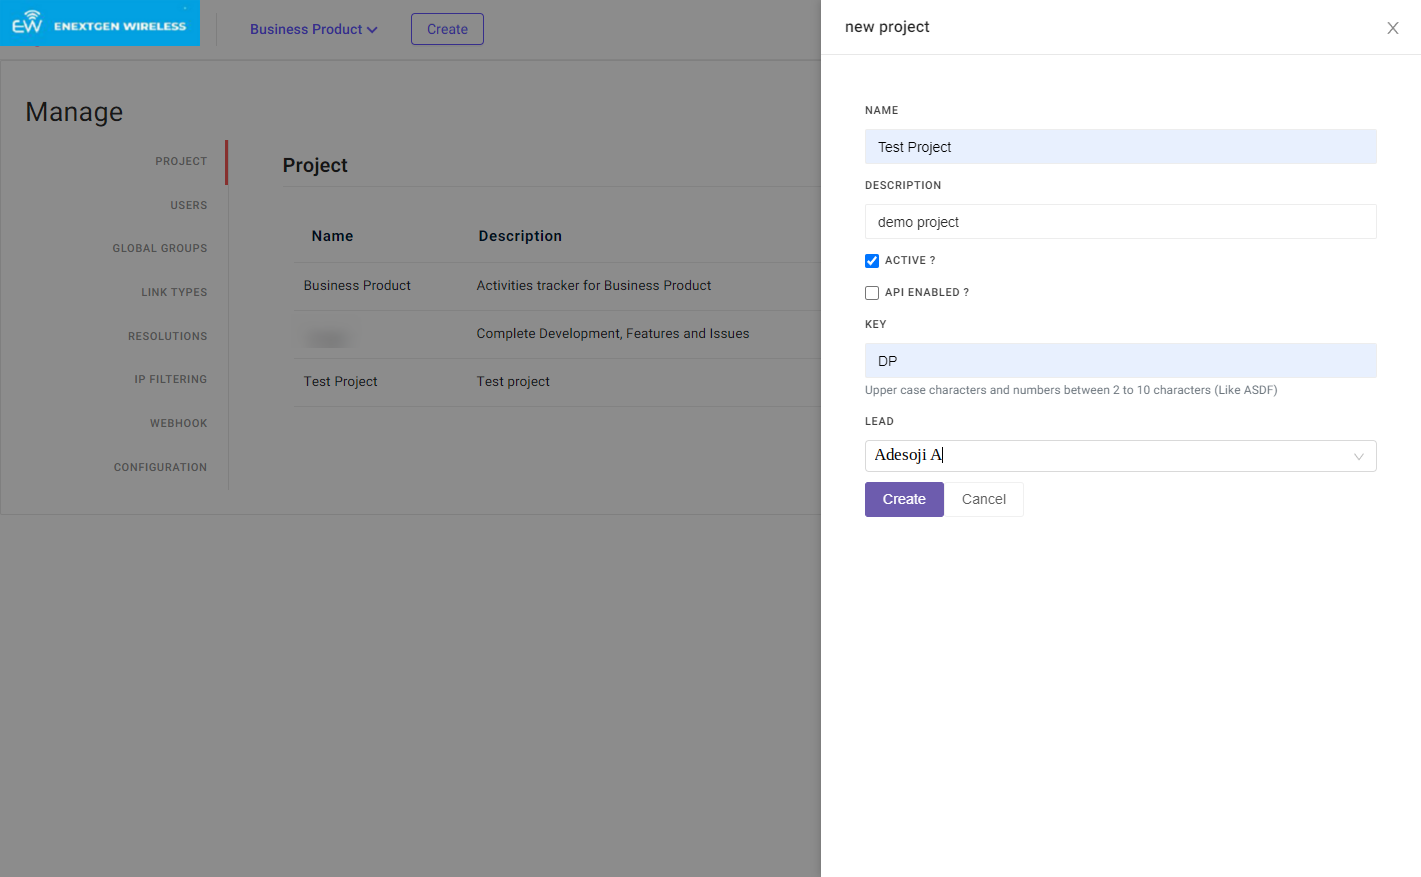 EW ENEXTGEN WIRELESS
Business Product
Create
Manage
PROJECT
USERS
GLOBAL GROUPS
LINK TYPES
RESOLUTIONS
IP FILTERING
WEBHOOK
CONFIGURATION
Project
Name Description
Business Product Activities tracker for Business Product
Complete Development, Features and Issues
Test Project Test project
new project
NAME
Test Project
DESCRIPTION
demo project
ACTIVE ?
API ENABLED ?
KEY
DP
Upper case characters and numbers between 2 to 10 characters (Like ASDF)
LEAD
Adesoji A
Create Cancel